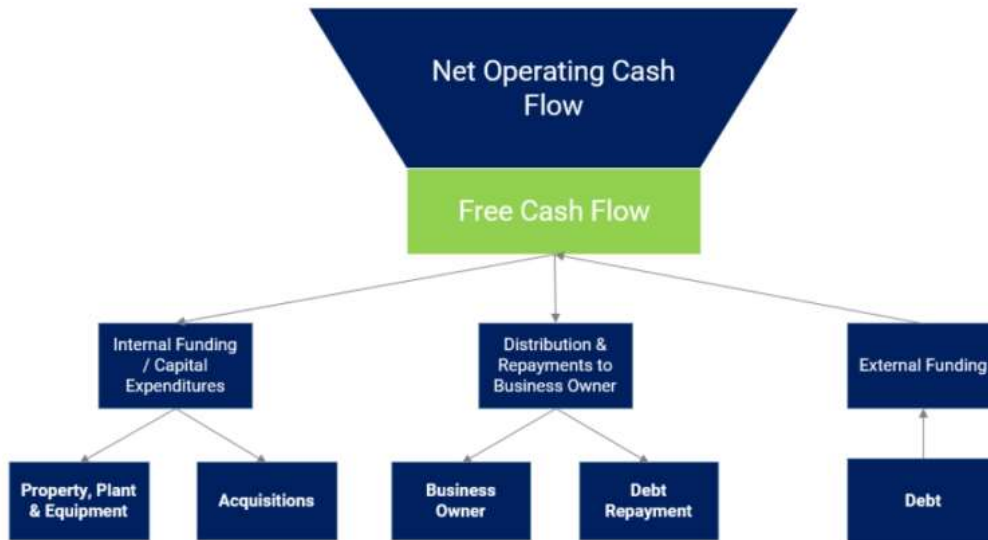 Net Operating Cash
Flow
Free Cash Flow
Internal Funding
/ Capital
Expenditures
Distribution &
Repayments to
Business Owner
External Funding
Property, Plant
& Equipment
Acquisitions
Business
Owner
Debt
Repayment
Debt